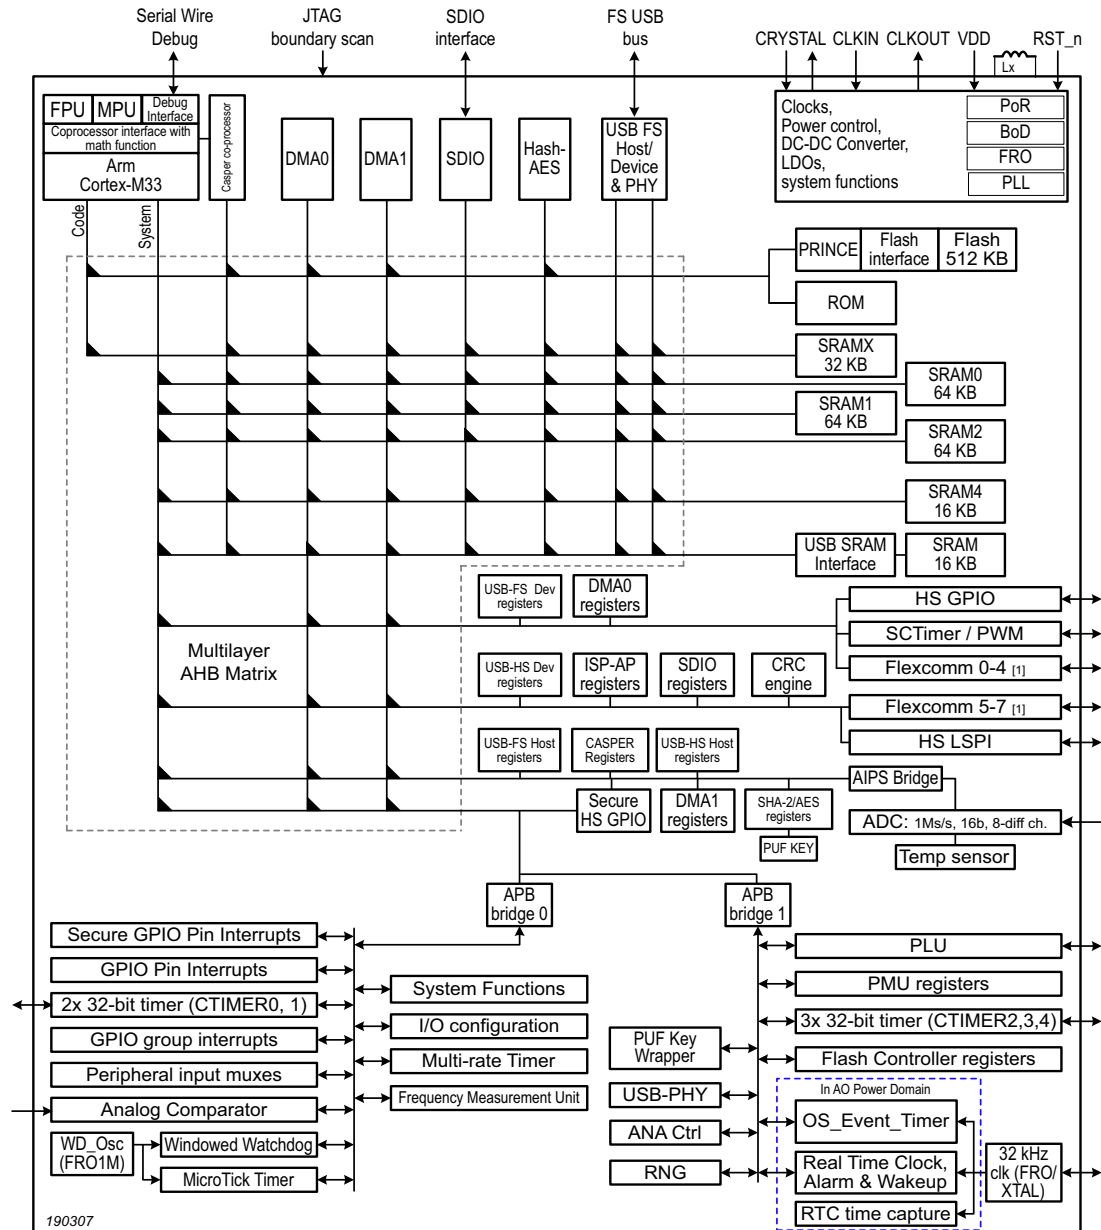 Serial Wire
Debug
JTAG
boundary scan
SDIO
interface
FS USB
bus
CRYSTAL CLKIN CLKOUT VDD RST_n
Lx
FPU MPU Debug
Interface
Coprocessor interface with
math function
Arm
Cortex-M33
Casper co-processor
DMA0
DMA1
SDIO
Hash-
AES
USB FS
Host/
Device
& PHY
Clocks,
Power control,
DC-DC Converter,
LDOs,
system functions
PoR
BoD
FRO
PLL
Code
System
PRINCE
Flash
interface
Flash
512 KB
ROM
SRAMX
32 KB
SRAM0
64 KB
SRAM1
64 KB
SRAM2
64 KB
SRAM4
16 KB
USB SRAM
Interface
SRAM
16 KB
Multilayer
AHB Matrix
USB-FS Dev
registers
DMA0
registers
HS GPIO
SCTimer / PWM
Flexcomm 0-4 [1]
USB-HS Dev
registers
ISP-AP
registers
SDIO
registers
CRC
engine
Flexcomm 5-7 [1]
HS LSPI
USB-FS Host
registers
CASPER
Registers
USB-HS Host
registers
AIPS Bridge
Secure
HS GPIO
DMA1
registers
SHA-2/AES
registers
PUF KEY
ADC: 1Ms/s, 16b, 8-diff ch.
Temp sensor
APB
bridge 0
APB
bridge 1
Secure GPIO Pin Interrupts
GPIO Pin Interrupts
2x 32-bit timer (CTIMER0, 1)
GPIO group interrupts
Peripheral input muxes
Analog Comparator
WD_Osc
(FRO1M)
Windowed Watchdog
MicroTick Timer
System Functions
I/O configuration
Multi-rate Timer
Frequency Measurement Unit
PUF Key
Wrapper
USB-PHY
ANA Ctrl
RNG
PLU
PMU registers
3x 32-bit timer (CTIMER2,3,4)
Flash Controller registers
In AO Power Domain
OS_Event_Timer
Real Time Clock,
Alarm & Wakeup
RTC time capture
32 kHz
clk (FRO/
XTAL)
190307